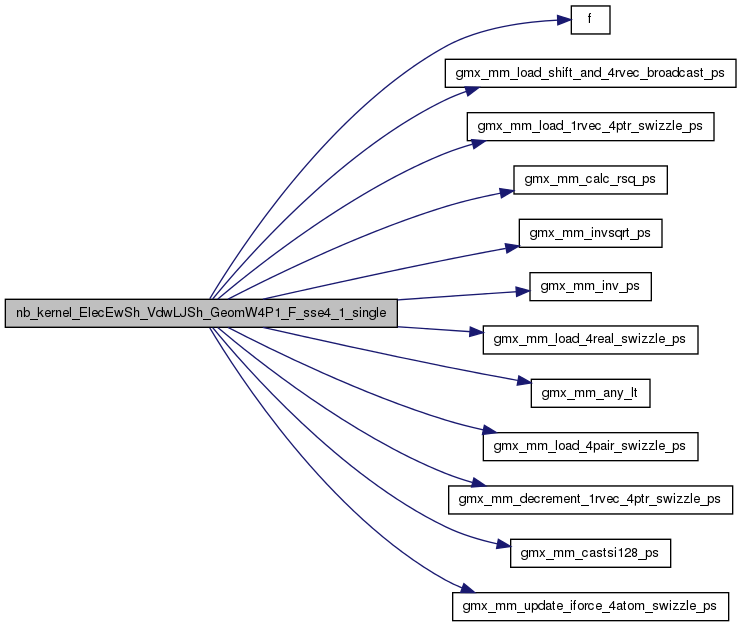 f
gmx_mm_load_shift_and_4rvec_broadcast_ps
gmx_mm_load_1rvec_4ptr_swizzle_ps
gmx_mm_calc_rsq_ps
gmx_mm_invsqrt_ps
gmx_mm_inv_ps
nb_kernel_ElecEwSh_VdwLJSh_GeomW4P1_F_sse4_1_single
gmx_mm_load_4real_swizzle_ps
gmx_mm_any_lt
gmx_mm_load_4pair_swizzle_ps
gmx_mm_decrement_1rvec_4ptr_swizzle_ps
gmx_mm_castsi128_ps
gmx_mm_update_iforce_4atom_swizzle_ps